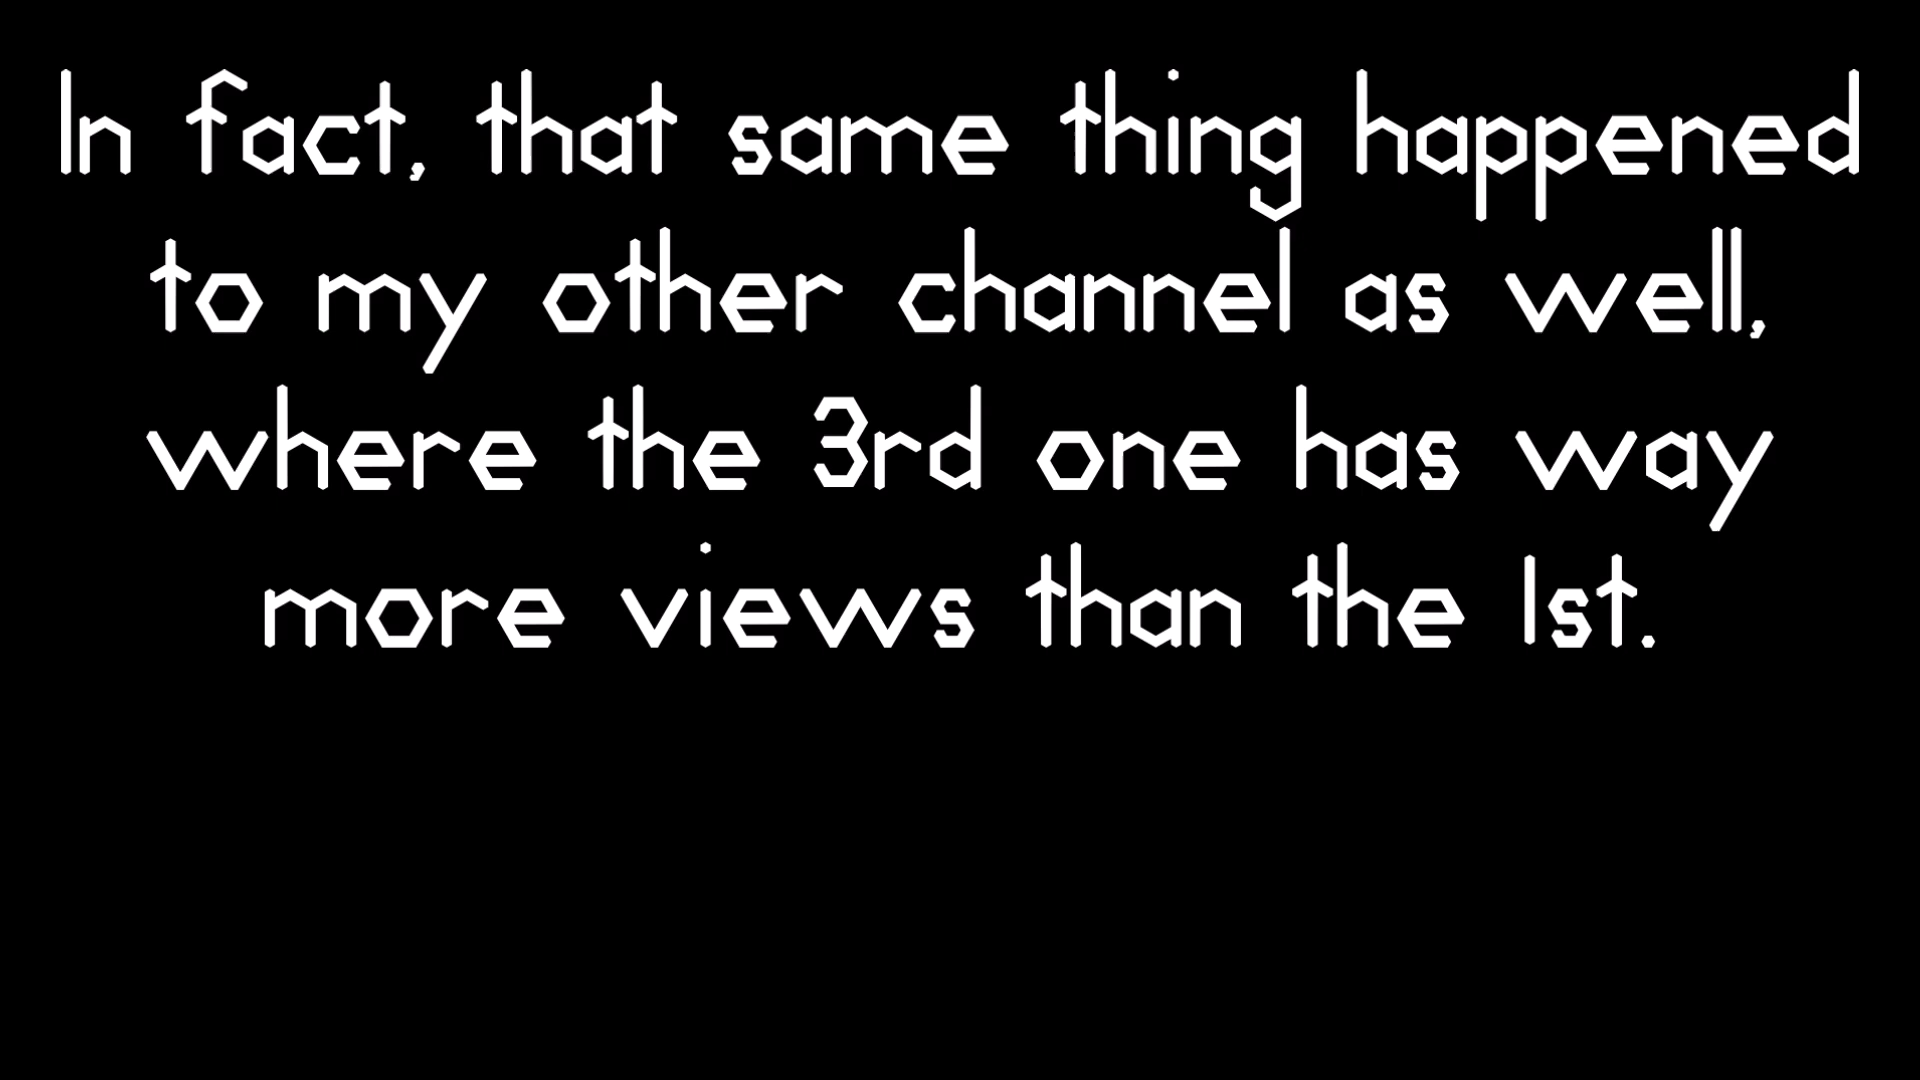 In fact, that same thing happened
to my other channel as well,
where the 3rd one has way
more views than the 1st.